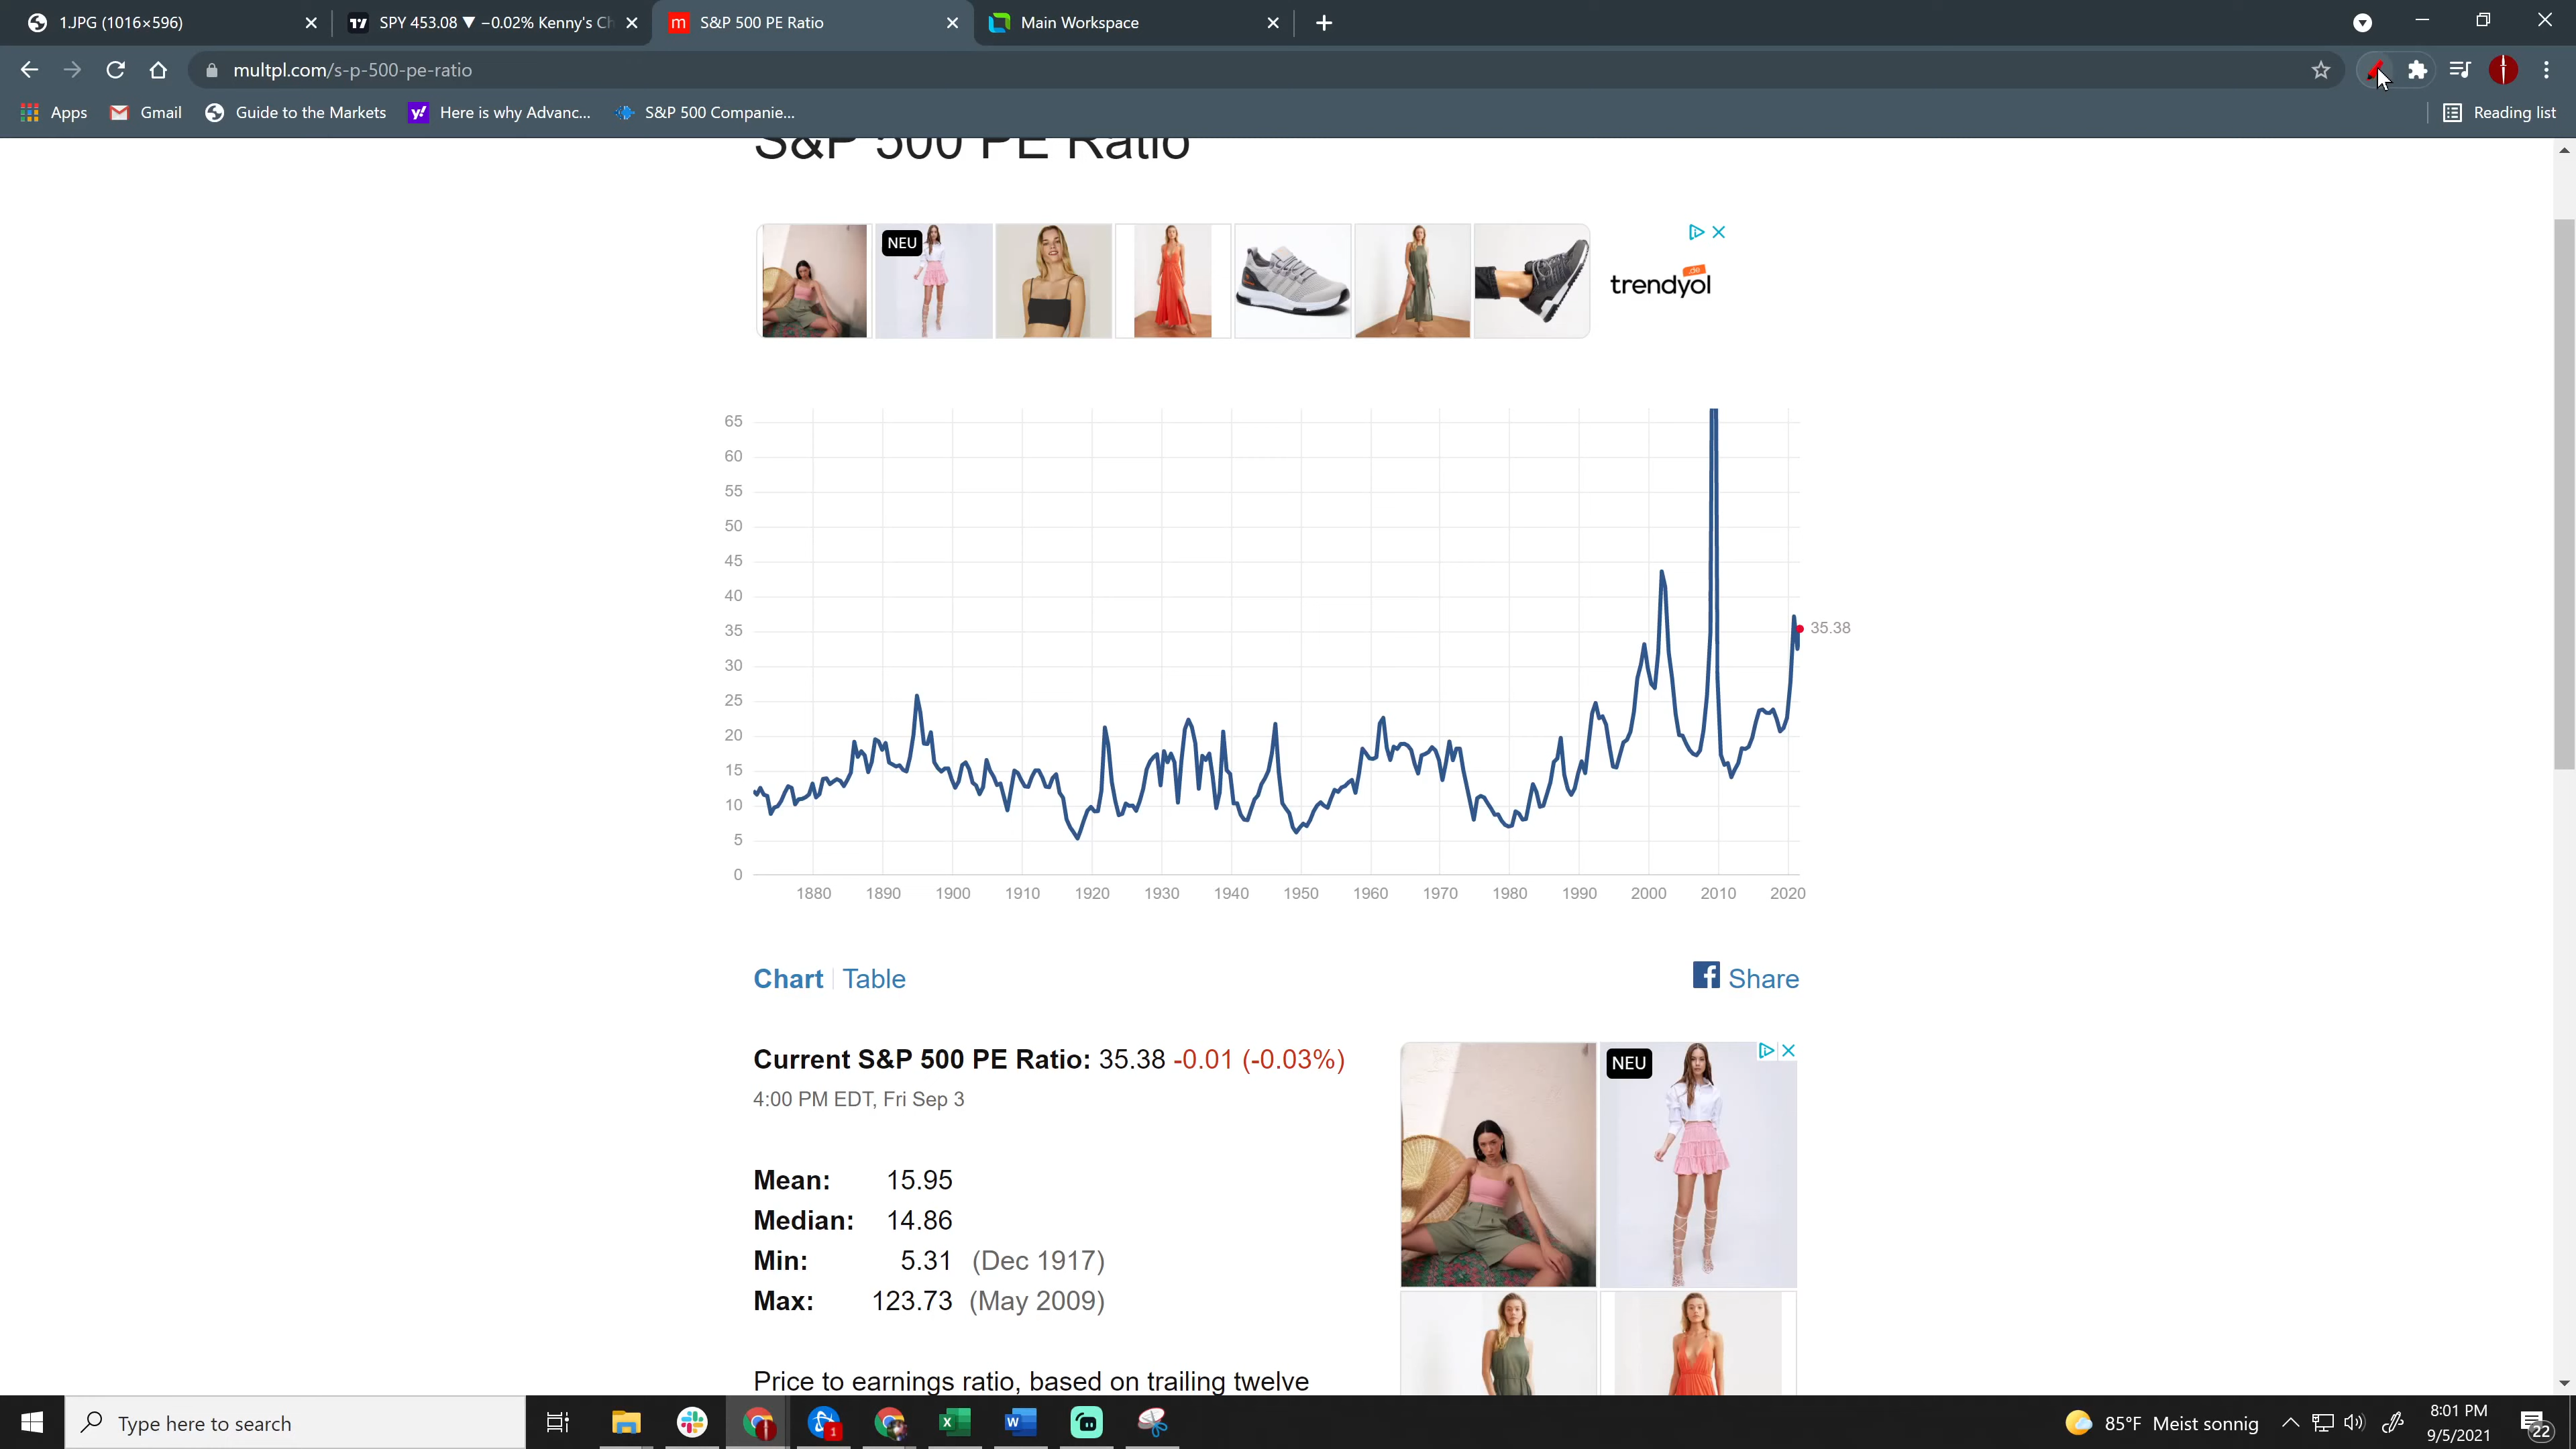 1.JPG (1016×596)
SPY 453.08 ▼ −0.02% Kenny's Ch
S&P 500 PE Ratio
Main Workspace
multpl.com/s-p-500-pe-ratio
Apps
Gmail
Guide to the Markets
Here is why Advanc...
S&P 500 Companie...
Reading list
S&P 500 PE Ratio
NEU
trendyol
65
60
55
50
45
40
35
30
25
20
15
10
5
0
35.38
1880 1890 1900 1910 1920 1930 1940 1950 1960 1970 1980 1990 2000 2010 2020
Chart | Table
Share
Current S&P 500 PE Ratio: 35.38 -0.01 (-0.03%)
4:00 PM EDT, Fri Sep 3
Mean: 15.95
Median: 14.86
Min: 5.31 (Dec 1917)
Max: 123.73 (May 2009)
Price to earnings ratio, based on trailing twelve
NEU
Type here to search
1
85°F Meist sonnig
8:01 PM
9/5/2021
22